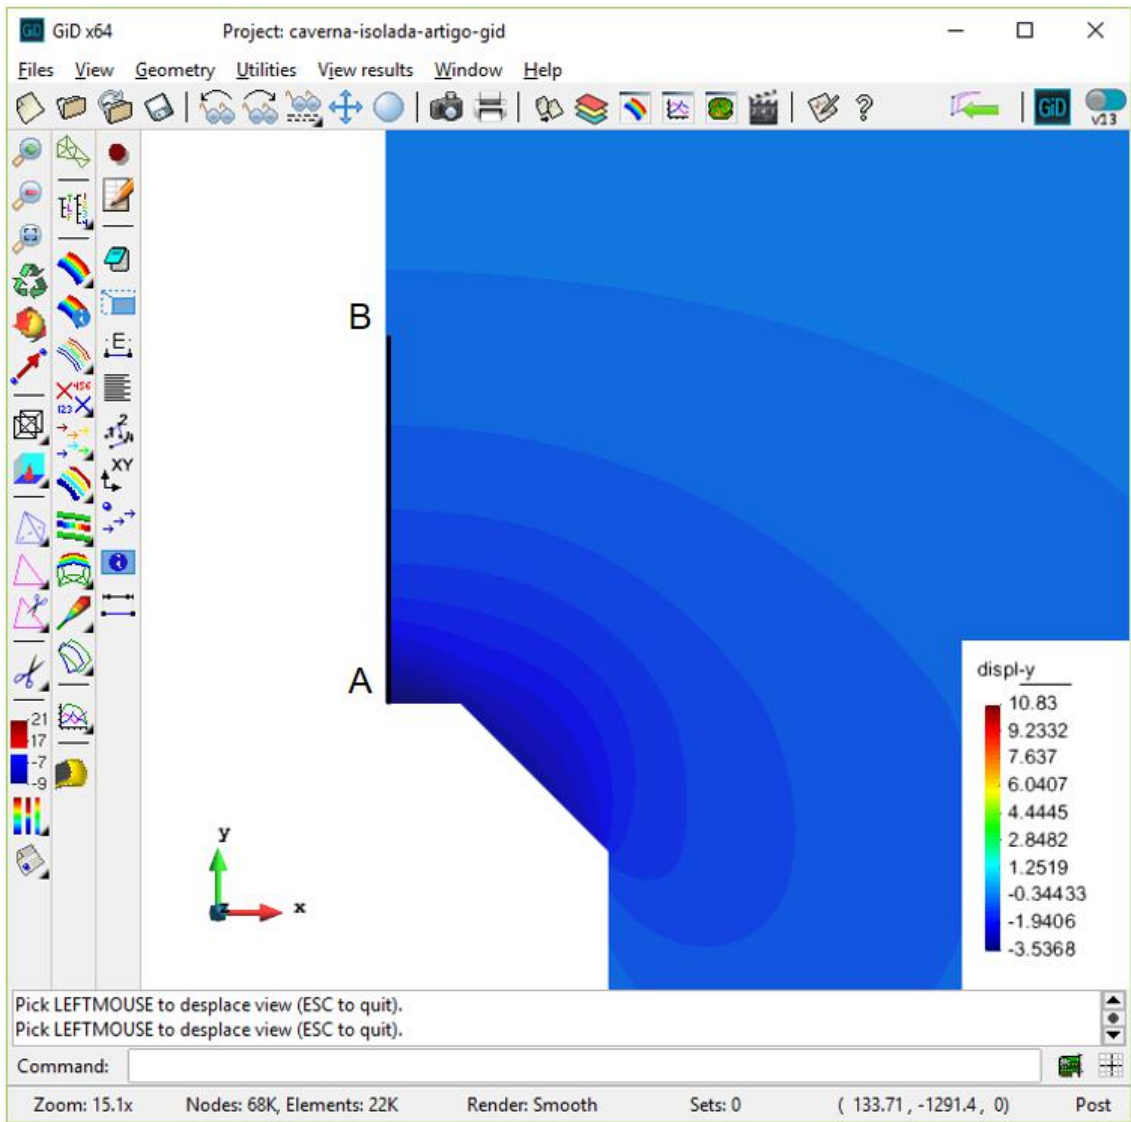 GiD GiD x64 Project: caverna-isolada-artigo-gid
Files View Geometry Utilities View results Window Help
GiD v13
B
A
XY
E
21
17
-7
-9
y
z x
displ-y
10.83
9.2332
7.637
6.0407
4.4445
2.8482
1.2519
-0.34433
-1.9406
-3.5368
Pick LEFTMOUSE to desplace view (ESC to quit).
Pick LEFTMOUSE to desplace view (ESC to quit).
Command:
Zoom: 15.1x Nodes: 68K, Elements: 22K Render: Smooth Sets: 0 ( 133.71 , -1291.4 , 0) Post